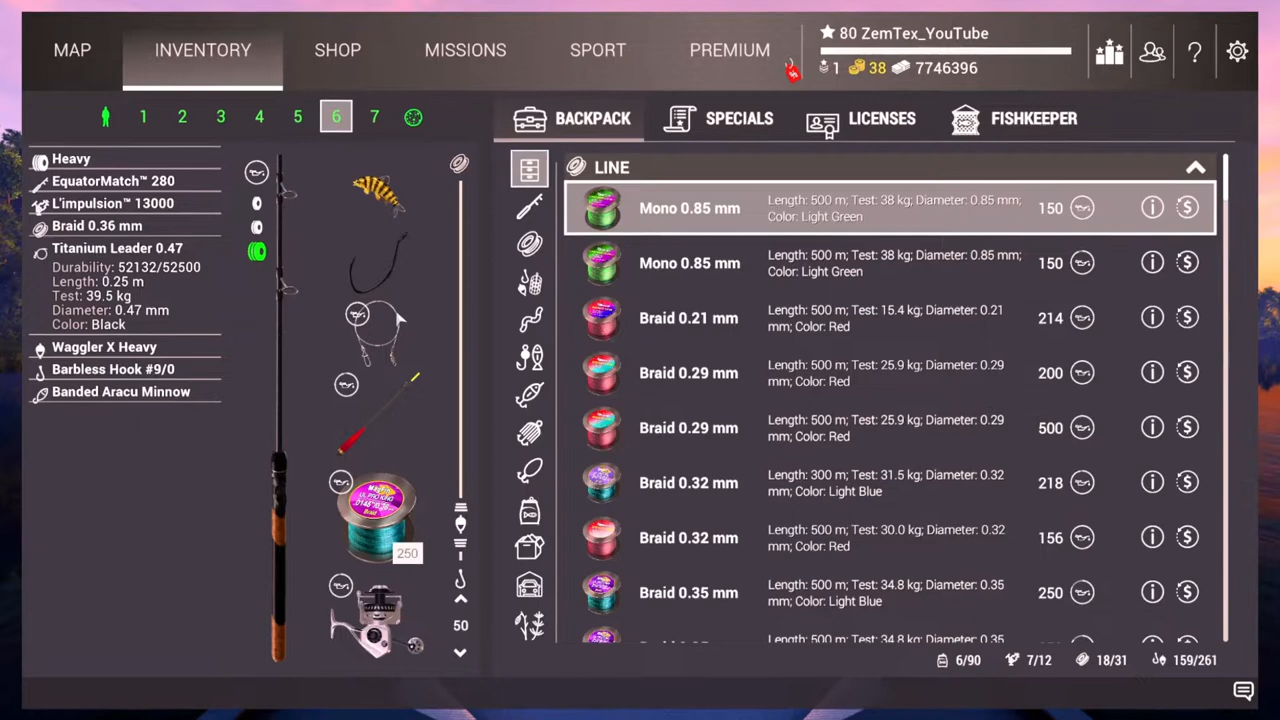 MAP
INVENTORY
SHOP
MISSIONS
SPORT
PREMIUM
80 ZemTex_YouTube
1
38
7746396
?
1
2
3
4
5
6
7
BACKPACK
SPECIALS
LICENSES
FISHKEEPER
Heavy
EquatorMatch™ 280
L'impulsion™ 13000
Braid 0.36 mm
Titanium Leader 0.47
Durability: 52132/52500
Length: 0.25 m
Test: 39.5 kg
Diameter: 0.47 mm
Color: Black
Waggler X Heavy
Barbless Hook #9/0
Banded Aracu Minnow
250
50
LINE
Mono 0.85 mm
Length: 500 m; Test: 38 kg; Diameter: 0.85 mm;
Color: Light Green
150
Mono 0.85 mm
Length: 500 m; Test: 38 kg; Diameter: 0.85 mm;
Color: Light Green
150
Braid 0.21 mm
Length: 500 m; Test: 15.4 kg; Diameter: 0.21
mm; Color: Red
214
Braid 0.29 mm
Length: 500 m; Test: 25.9 kg; Diameter: 0.29
mm; Color: Red
200
Braid 0.29 mm
Length: 500 m; Test: 25.9 kg; Diameter: 0.29
mm; Color: Red
500
Braid 0.32 mm
Length: 300 m; Test: 31.5 kg; Diameter: 0.32
mm; Color: Light Blue
218
Braid 0.32 mm
Length: 500 m; Test: 30.0 kg; Diameter: 0.32
mm; Color: Red
156
Braid 0.35 mm
Length: 500 m; Test: 34.8 kg; Diameter: 0.35
mm; Color: Light Blue
250
Length: 500 m; Test: 34.8 kg; Diameter: 0.35
6/90
7/12
18/31
159/261